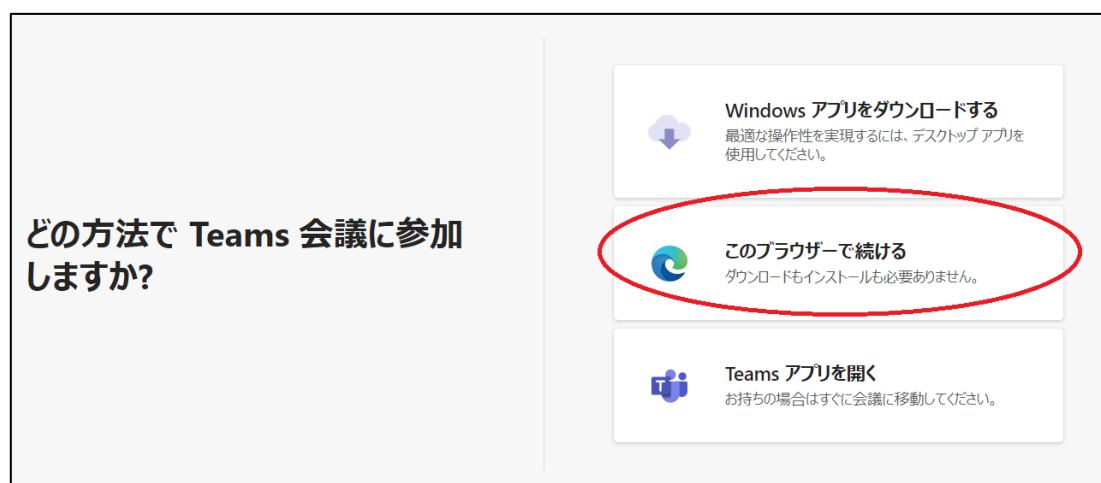 どの方法で Teams 会議に参加
しますか?
Windows アプリをダウンロードする
最適な操作性を実現するには、デスクトップ アプリを
使用してください。
このブラウザーで続ける
ダウンロードもインストールも必要ありません。
Teams アプリを開く
お持ちの場合はすぐに会議に移動してください。